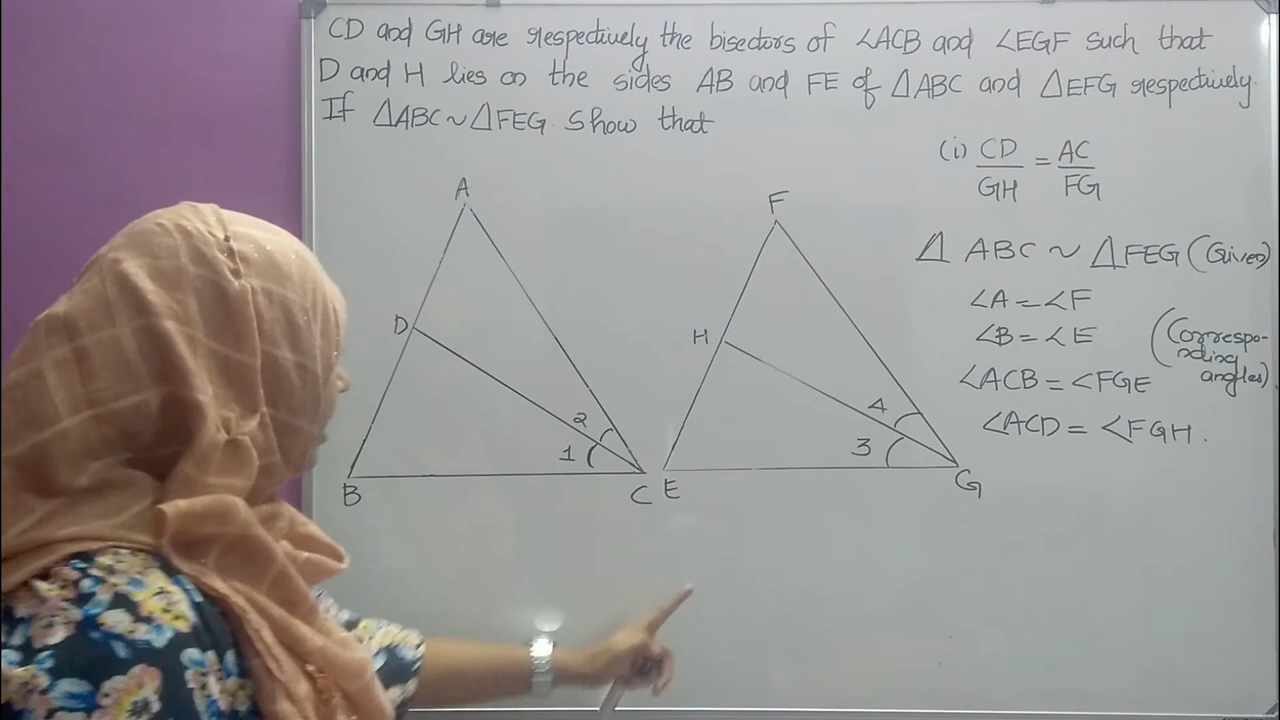 CD and GH are respectively the bisectors of ∠ACB and ∠EGF such that
D and H lies on the sides AB and FE of △ABC and △EFG respectively.
If △ABC ~ △FEG. Show that
(i) CD/GH = AC/FG
△ ABC ~ △FEG (Given)
∠A = ∠F
∠B = ∠E
∠ACB = ∠FGE
(Correspo-
nding
angles)
∠ACD = ∠FGH.
A
D
B
C
2
1
F
H
E
G
4
3